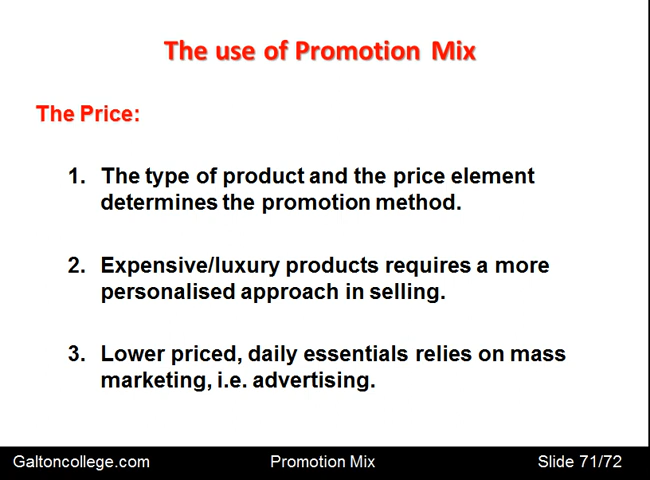 The use of Promotion Mix
The Price:
1. The type of product and the price element
determines the promotion method.
2. Expensive/luxury products requires a more
personalised approach in selling.
3. Lower priced, daily essentials relies on mass
marketing, i.e. advertising.
Galtoncollege.com Promotion Mix Slide 71/72